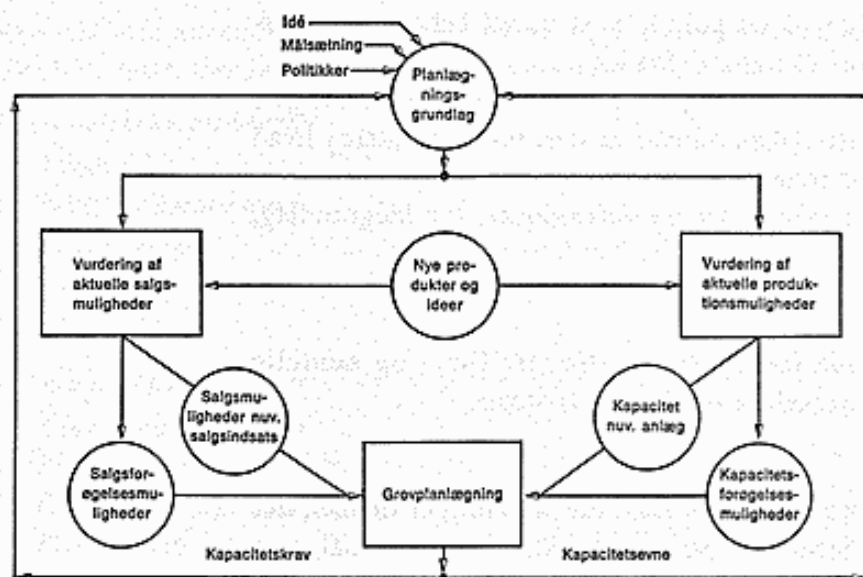 Idé
Målsætning
Politikker
Planlæg-
nings-
grundlag
Vurdering af
aktuelle salgs-
muligheder
Nye pro-
dukter og
ideer
Vurdering af
aktuelle produk-
tionsmuligheder
Salgsmu-
ligheder nuv.
salgsindsats
Kapacitet
nuv. anlæg
Salgsfor-
øgelsesmu-
ligheder
Grovplanlægning
Kapacitets-
forøgelses-
muligheder
Kapacitetskrav
Kapacitetsevne